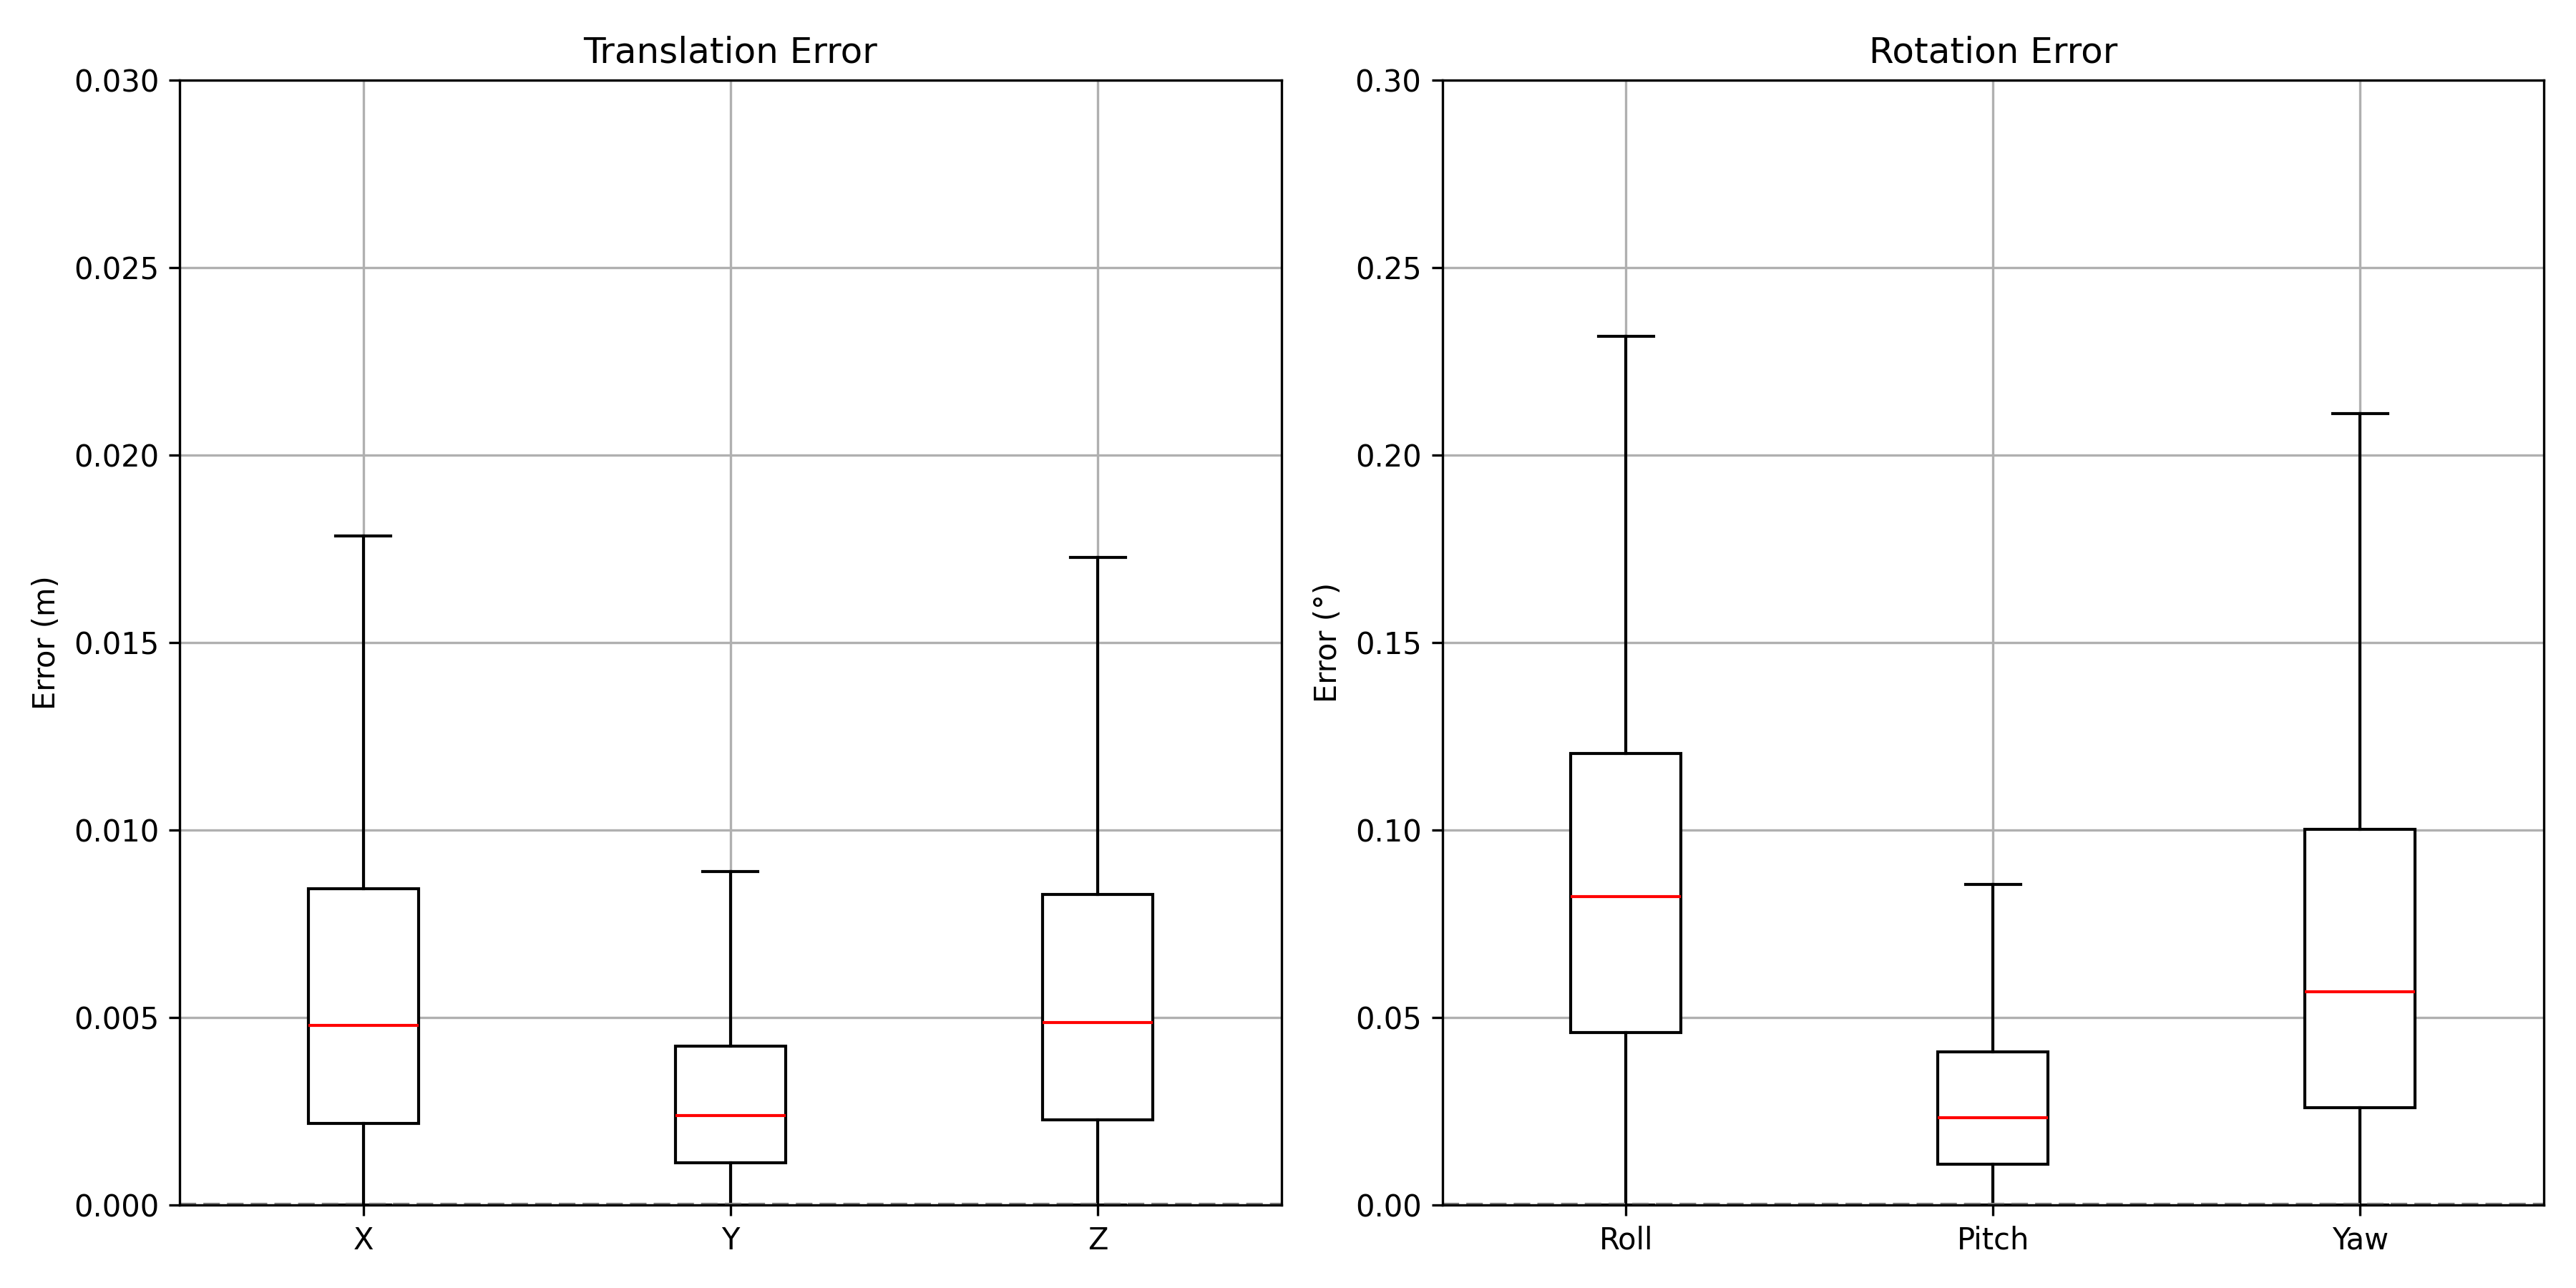 Translation Error
0.030
0.025
0.020
0.015
0.010
0.005
0.000
Error (m)
X Y Z
Rotation Error
0.30
0.25
0.20
0.15
0.10
0.05
0.00
Error (°)
Roll Pitch Yaw